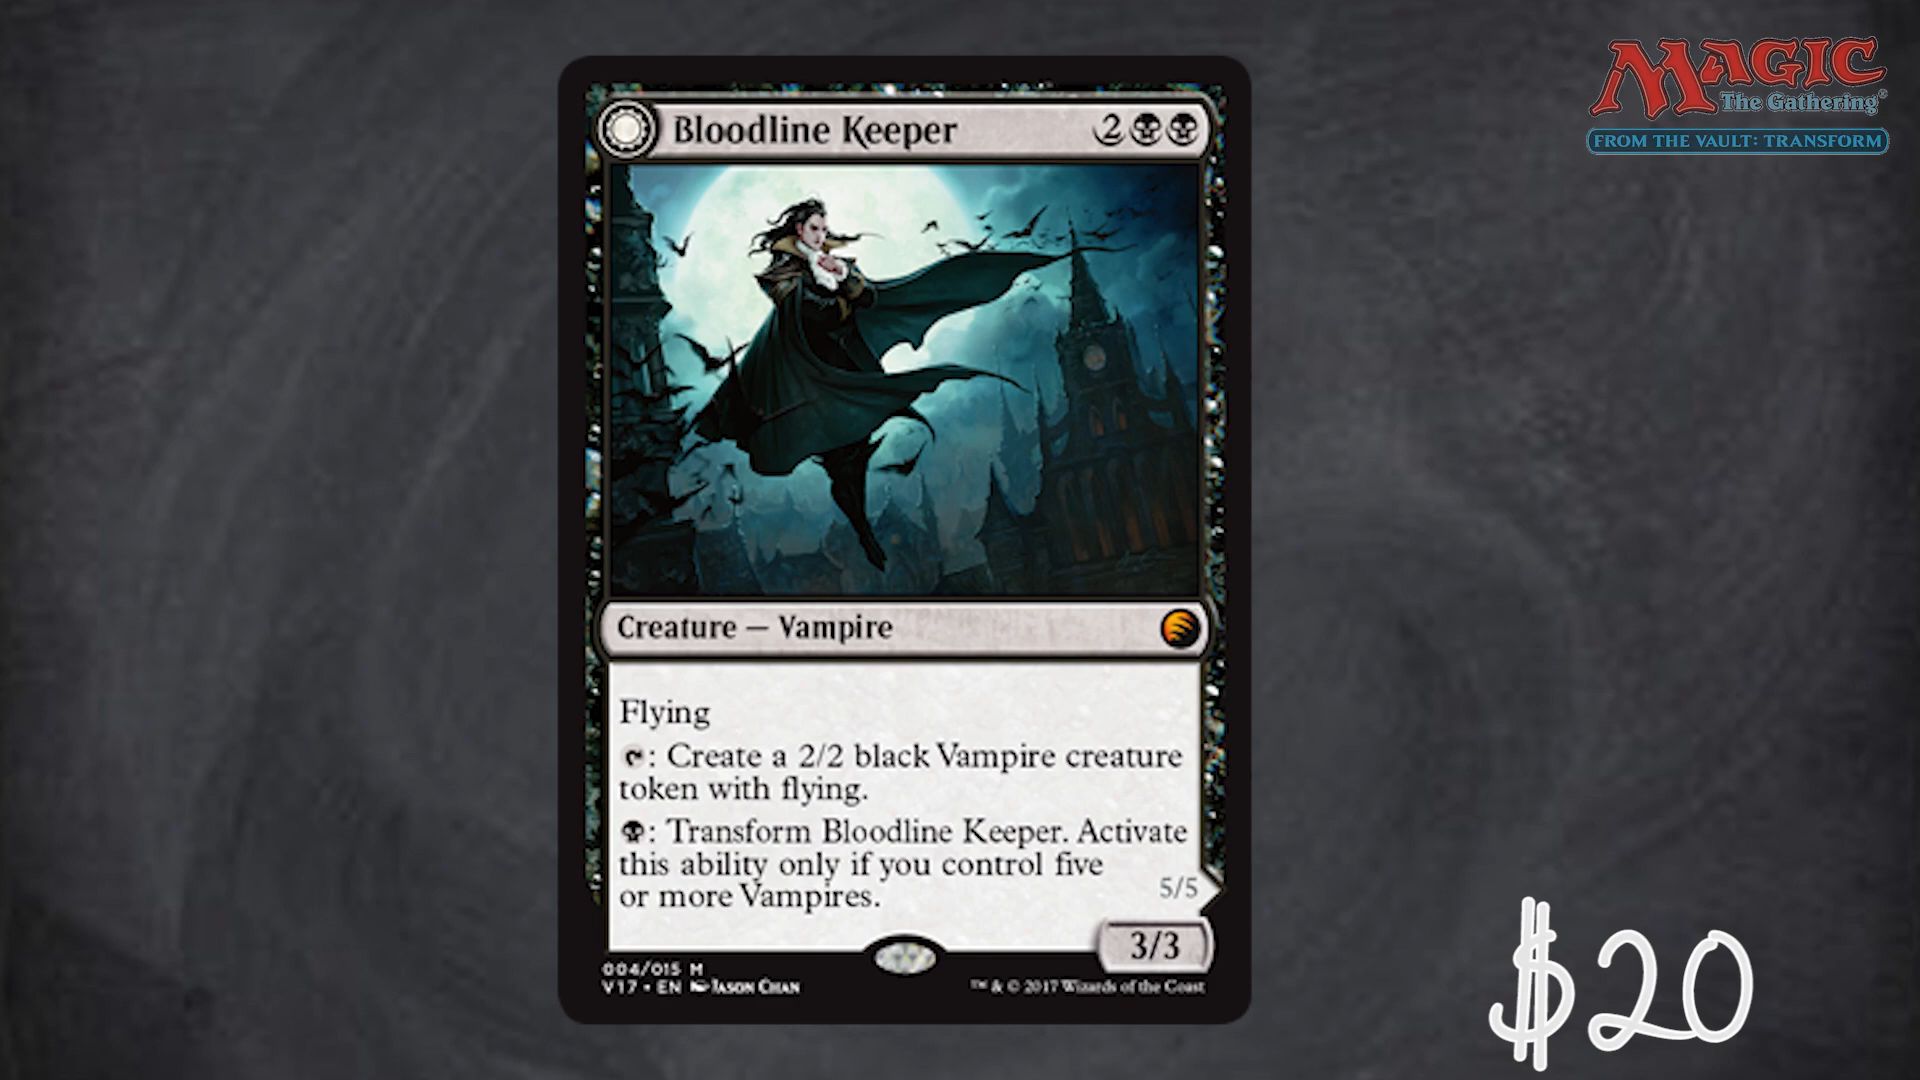 MAGIC
The Gathering®
FROM THE VAULT: TRANSFORM
Bloodline Keeper 2
Creature — Vampire
Flying
: Create a 2/2 black Vampire creature
token with flying.
: Transform Bloodline Keeper. Activate
this ability only if you control five
or more Vampires.
5/5
3/3
004/015 M
V17 • EN Jason Chan
™ & © 2017 Wizards of the Coast
$20